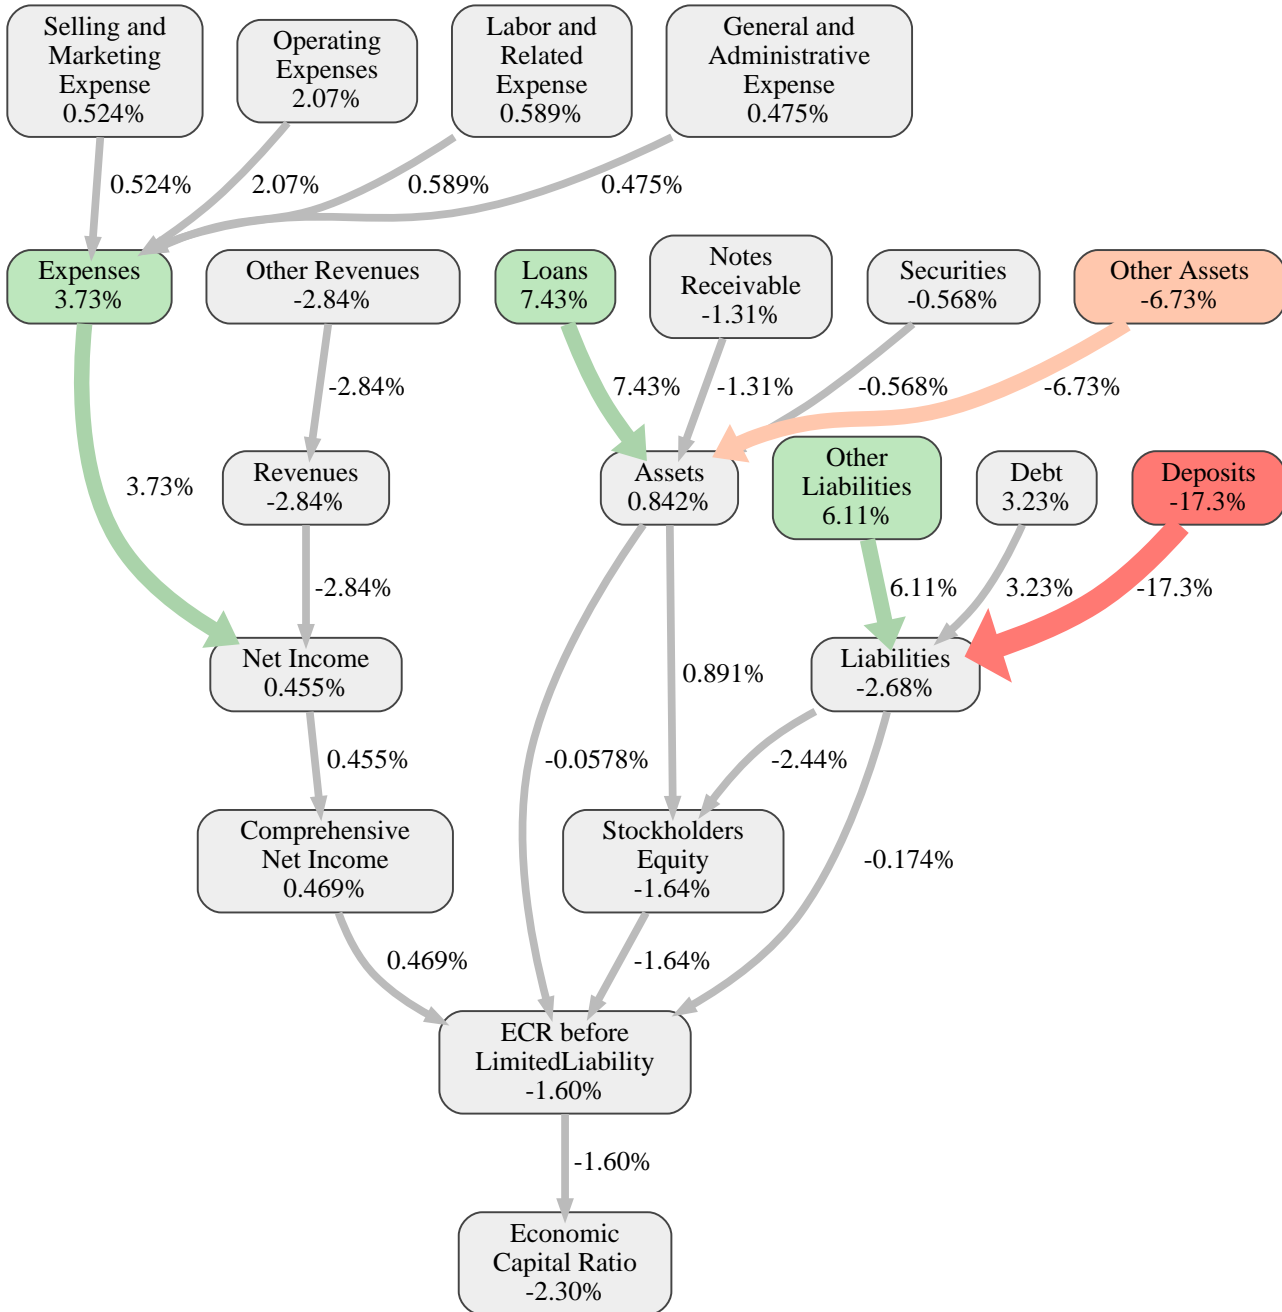 Selling and
Marketing
Expense
0.524%
Operating
Expenses
2.07%
Labor and
Related
Expense
0.589%
General and
Administrative
Expense
0.475%
0.524%
2.07%
0.589%
0.475%
Expenses
3.73%
Other Revenues
-2.84%
Loans
7.43%
Notes
Receivable
-1.31%
Securities
-0.568%
Other Assets
-6.73%
-2.84%
7.43%
-1.31%
-0.568%
-6.73%
3.73%
Revenues
-2.84%
Assets
0.842%
Other
Liabilities
6.11%
Debt
3.23%
Deposits
-17.3%
-2.84%
6.11%
3.23%
-17.3%
Net Income
0.455%
0.891%
Liabilities
-2.68%
0.455%
-0.0578%
-2.44%
-0.174%
Comprehensive
Net Income
0.469%
Stockholders
Equity
-1.64%
0.469%
-1.64%
ECR before
LimitedLiability
-1.60%
-1.60%
Economic
Capital Ratio
-2.30%